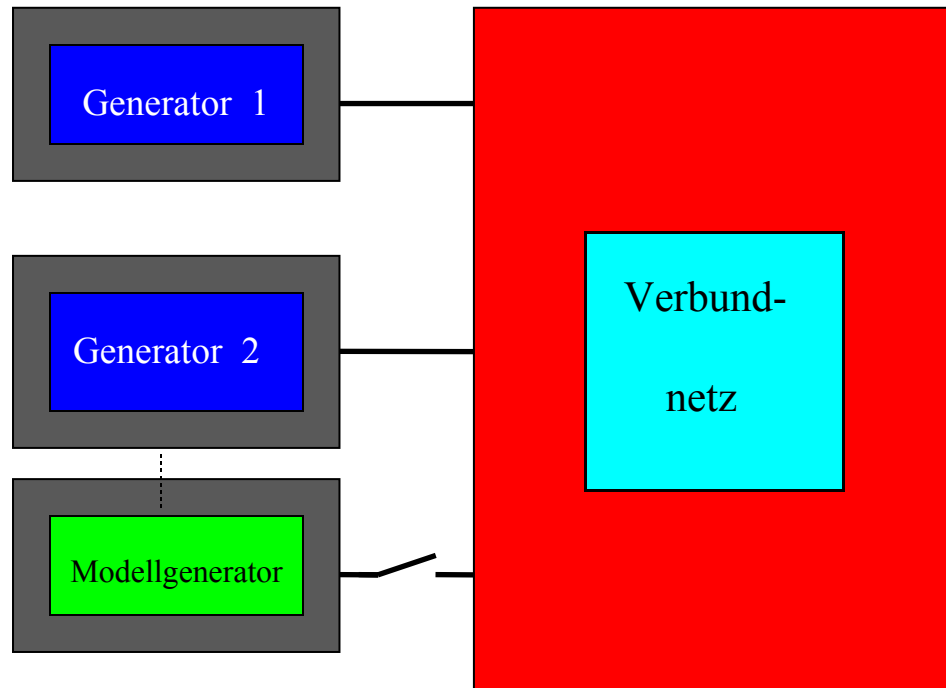 Generator 1
Generator 2
Modellgenerator
Verbund-
netz